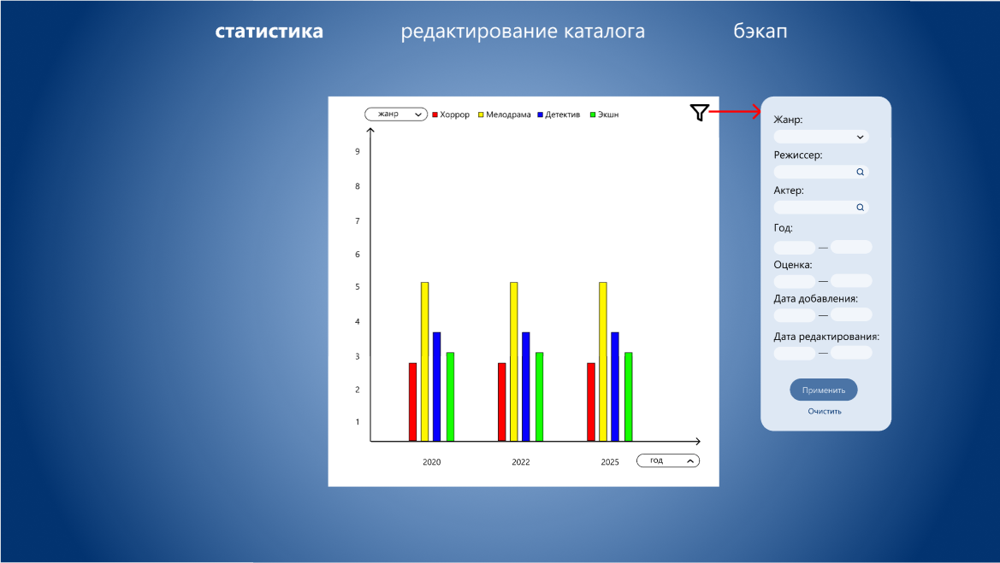 статистика редактирование каталога бэкап
жанр Хоррор Мелодрама Детектив Экшн
9
8
7
6
5
4
3
2
1
2020 2022 2025 год
Жанр:
Режиссер:
Актер:
Год:
—
Оценка:
—
Дата добавления:
—
Дата редактирования:
—
Применить
Очистить